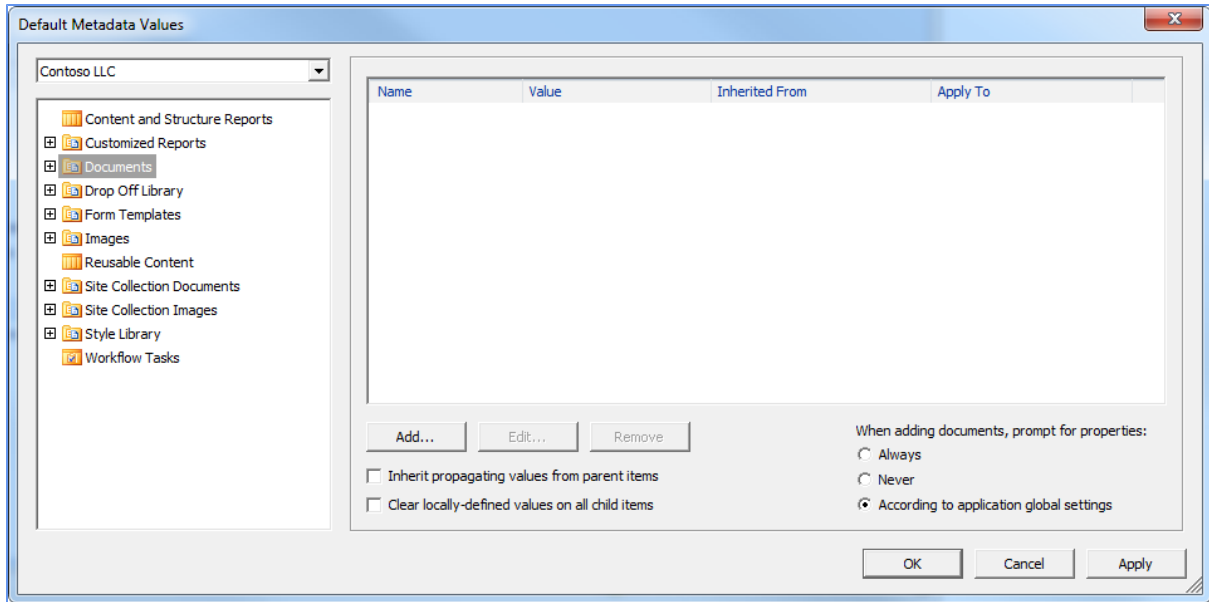 Default Metadata Values
Contoso LLC
Content and Structure Reports
Customized Reports
Documents
Drop Off Library
Form Templates
Images
Reusable Content
Site Collection Documents
Site Collection Images
Style Library
Workflow Tasks
Name Value Inherited From Apply To
Add... Edit... Remove
Inherit propagating values from parent items
Clear locally-defined values on all child items
When adding documents, prompt for properties:
Always
Never
According to application global settings
OK Cancel Apply